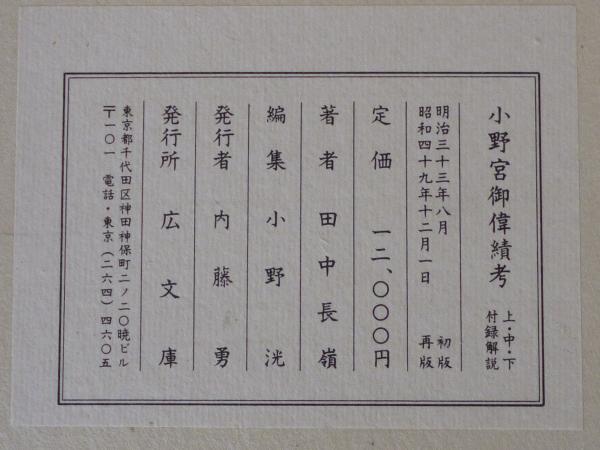 小野宮御偉績考 上・中・下
付録解説
明治三十三年八月 初版
昭和四十九年十二月一日 再版
定価 一二、〇〇〇円
著者 田中長嶺
編集 小野洸
発行者 内藤勇
発行所 広文庫
東京都千代田区神田神保町二ノ二〇暁ビル
〒一〇一 電話・東京(二六四)四六〇五